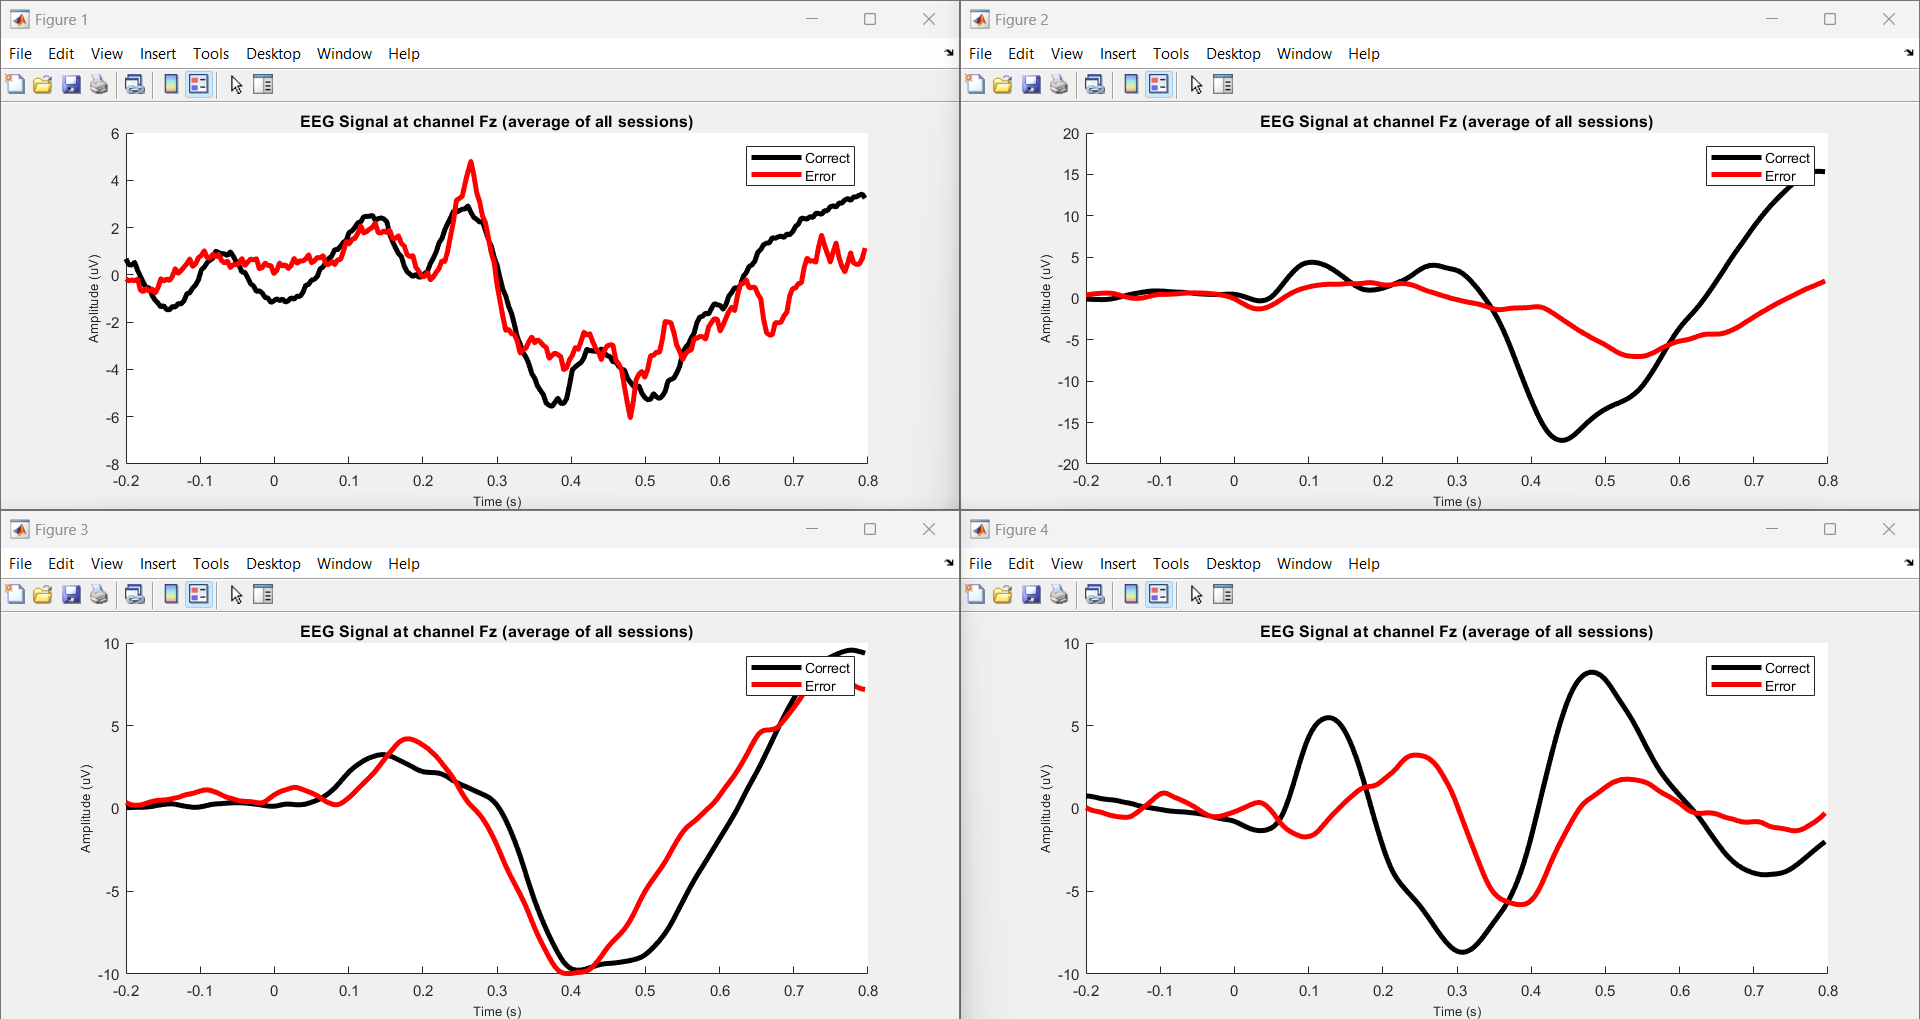 Figure 1
File Edit View Insert Tools Desktop Window Help
EEG Signal at channel Fz (average of all sessions)
Correct
Error
Amplitude (uV)
6
4
2
0
-2
-4
-6
-8
-0.2 -0.1 0 0.1 0.2 0.3 0.4 0.5 0.6 0.7 0.8
Time (s)
Figure 2
File Edit View Insert Tools Desktop Window Help
EEG Signal at channel Fz (average of all sessions)
Correct
Error
Amplitude (uV)
20
15
10
5
0
-5
-10
-15
-20
-0.2 -0.1 0 0.1 0.2 0.3 0.4 0.5 0.6 0.7 0.8
Time (s)
Figure 3
File Edit View Insert Tools Desktop Window Help
EEG Signal at channel Fz (average of all sessions)
Correct
Error
Amplitude (uV)
10
5
0
-5
-10
-0.2 -0.1 0 0.1 0.2 0.3 0.4 0.5 0.6 0.7 0.8
Time (s)
Figure 4
File Edit View Insert Tools Desktop Window Help
EEG Signal at channel Fz (average of all sessions)
Correct
Error
Amplitude (uV)
10
5
0
-5
-10
-0.2 -0.1 0 0.1 0.2 0.3 0.4 0.5 0.6 0.7 0.8
Time (s)